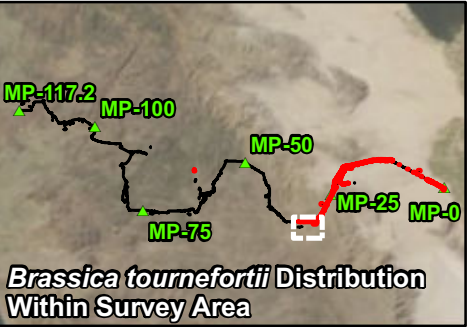 MP-117.2
MP-100
MP-50
MP-25
MP-0
MP-75
Brassica tournefortii Distribution
Within Survey Area